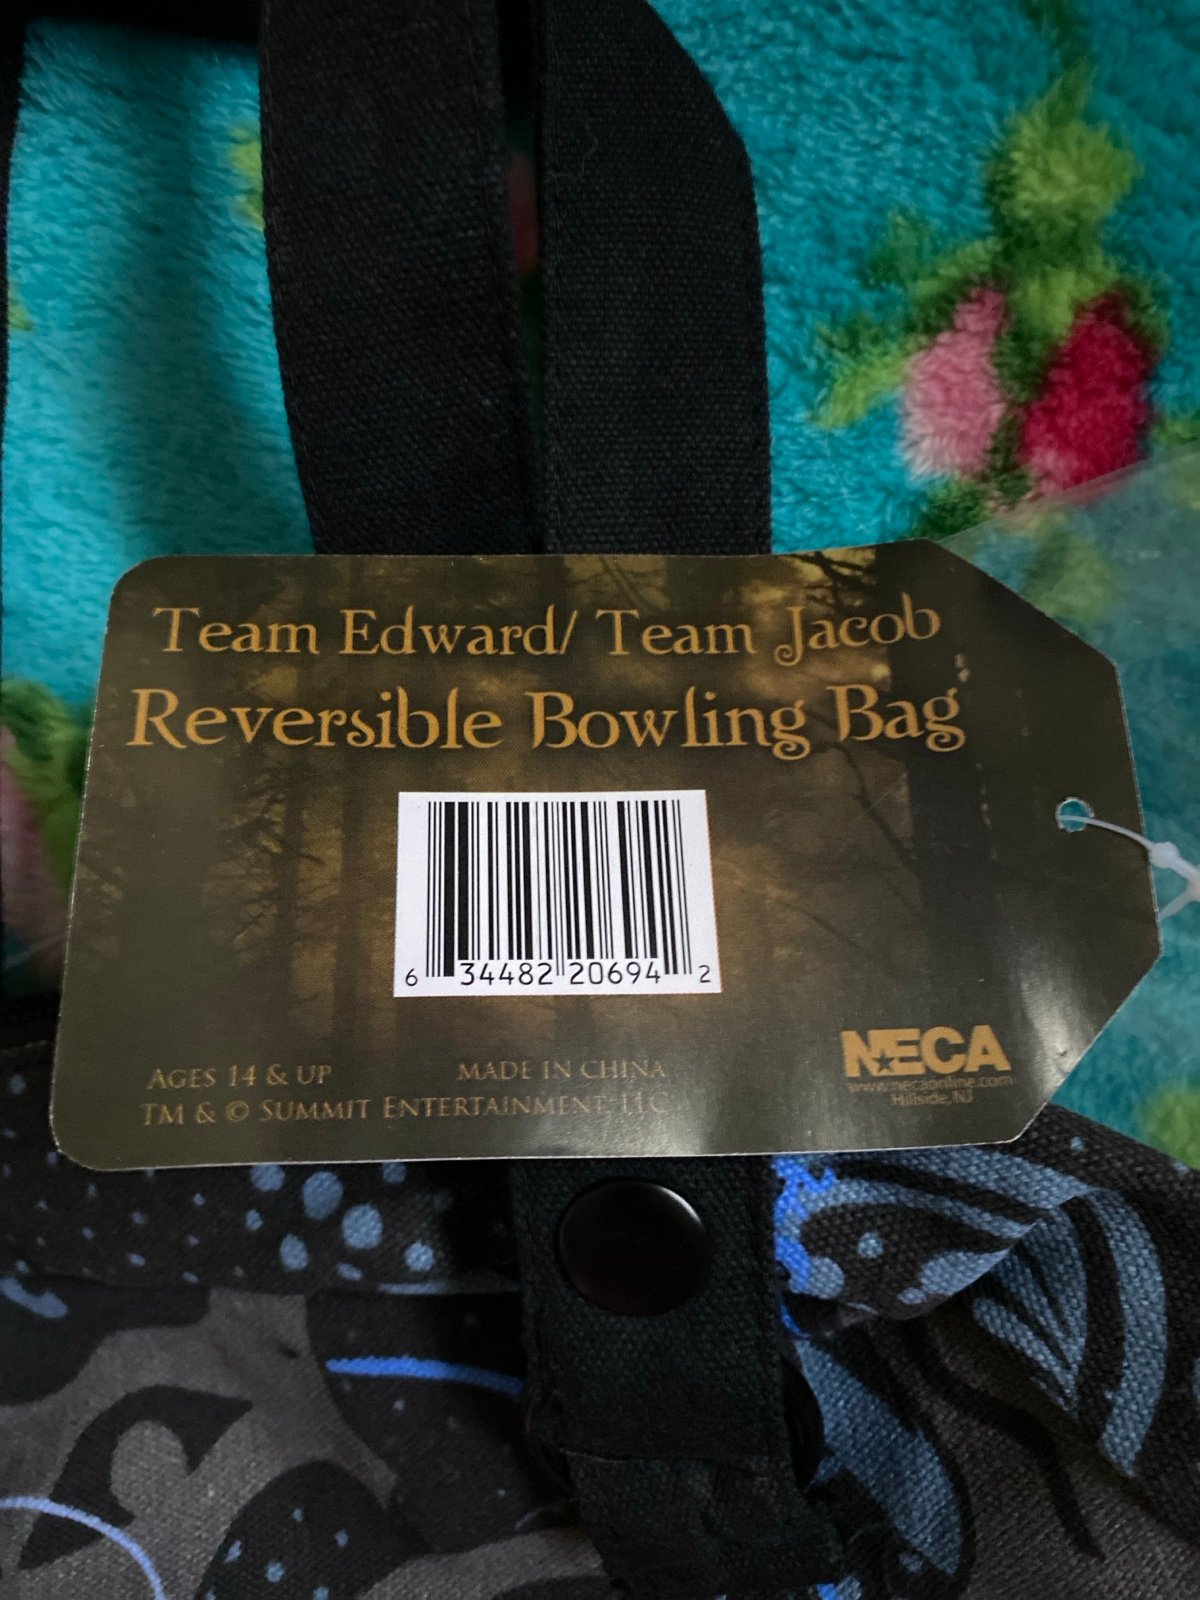 Team Edward/ Team Jacob
Reversible Bowling Bag
6 34482 20694 2
AGES 14 & UP
MADE IN CHINA
TM & © SUMMIT ENTERTAINMENT, LLC
NECA
www.necaonline.com
Hillside, NJ